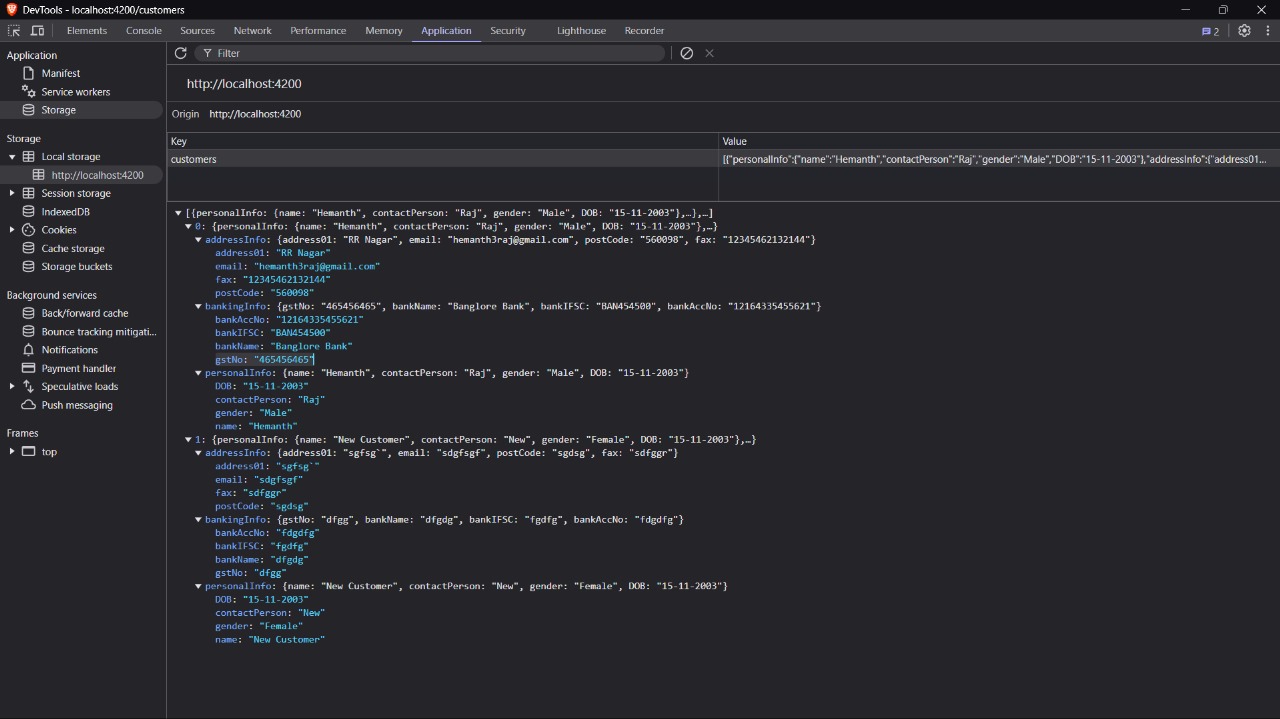 DevTools - localhost:4200/customers
Elements Console Sources Network Performance Memory Application Security Lighthouse Recorder 2
Application
Manifest
Service workers
Storage
Storage
Local storage
http://localhost:4200
Session storage
IndexedDB
Cookies
Cache storage
Storage buckets
Background services
Back/forward cache
Bounce tracking mitigati...
Notifications
Payment handler
Speculative loads
Push messaging
Frames
top
Filter
http://localhost:4200
Origin http://localhost:4200
Key Value
customers [{"personalInfo":{"name":"Hemanth","contactPerson":"Raj","gender":"Male","DOB":"15-11-2003"},"addressInfo":{"address01...
[{personalInfo: {name: "Hemanth", contactPerson: "Raj", gender: "Male", DOB: "15-11-2003"},…},…]
0: {personalInfo: {name: "Hemanth", contactPerson: "Raj", gender: "Male", DOB: "15-11-2003"},…}
addressInfo: {address01: "RR Nagar", email: "hemanth3raj@gmail.com", postCode: "560098", fax: "12345462132144"}
address01: "RR Nagar"
email: "hemanth3raj@gmail.com"
fax: "12345462132144"
postCode: "560098"
bankingInfo: {gstNo: "465456465", bankName: "Banglore Bank", bankIFSC: "BAN454500", bankAccNo: "12164335455621"}
bankAccNo: "12164335455621"
bankIFSC: "BAN454500"
bankName: "Banglore Bank"
gstNo: "465456465"
personalInfo: {name: "Hemanth", contactPerson: "Raj", gender: "Male", DOB: "15-11-2003"}
DOB: "15-11-2003"
contactPerson: "Raj"
gender: "Male"
name: "Hemanth"
1: {personalInfo: {name: "New Customer", contactPerson: "New", gender: "Female", DOB: "15-11-2003"},…}
addressInfo: {address01: "sgfsg`", email: "sdgfsgf", postCode: "sgdsg", fax: "sdfggr"}
address01: "sgfsg`"
email: "sdgfsgf"
fax: "sdfggr"
postCode: "sgdsg"
bankingInfo: {gstNo: "dfgg", bankName: "dfgdg", bankIFSC: "fgdfg", bankAccNo: "fdgdfg"}
bankAccNo: "fdgdfg"
bankIFSC: "fgdfg"
bankName: "dfgdg"
gstNo: "dfgg"
personalInfo: {name: "New Customer", contactPerson: "New", gender: "Female", DOB: "15-11-2003"}
DOB: "15-11-2003"
contactPerson: "New"
gender: "Female"
name: "New Customer"